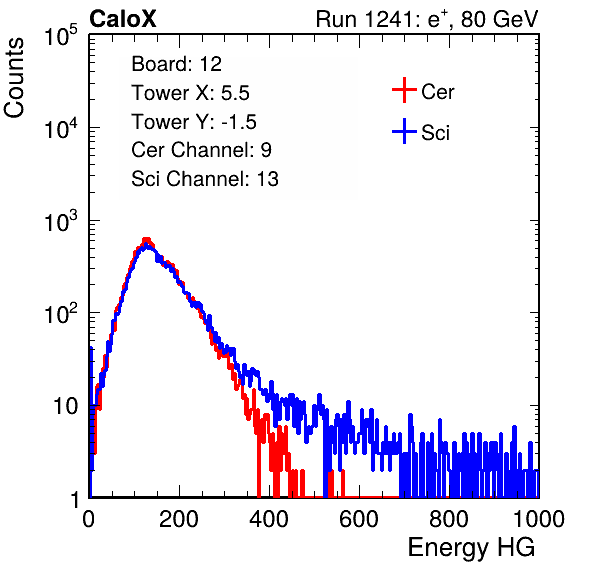 CaloX Run 1241: e⁺, 80 GeV
Counts
10⁵
10⁴
10³
10²
10
1
Board: 12
Tower X: 5.5
Tower Y: -1.5
Cer Channel: 9
Sci Channel: 13
Cer
Sci
0 200 400 600 800 1000
Energy HG